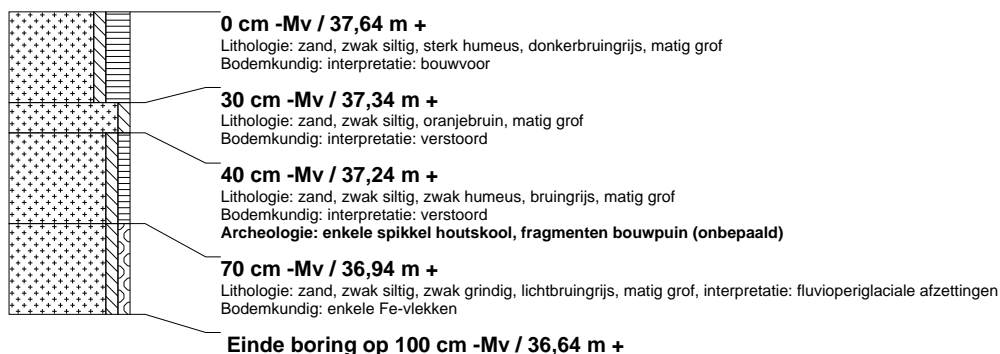 0 cm -Mv / 37,64 m +
Lithologie: zand, zwak siltig, sterk humeus, donkerbruingrijs, matig grof
Bodemkundig: interpretatie: bouwvoor
30 cm -Mv / 37,34 m +
Lithologie: zand, zwak siltig, oranjebruin, matig grof
Bodemkundig: interpretatie: verstoord
40 cm -Mv / 37,24 m +
Lithologie: zand, zwak siltig, zwak humeus, bruingrijs, matig grof
Bodemkundig: interpretatie: verstoord
Archeologie: enkele spikkel houtskool, fragmenten bouwpuin (onbepaald)
70 cm -Mv / 36,94 m +
Lithologie: zand, zwak siltig, zwak grindig, lichtbruingrijs, matig grof, interpretatie: fluvioperiglaciale afzettingen
Bodemkundig: enkele Fe-vlekken
Einde boring op 100 cm -Mv / 36,64 m +